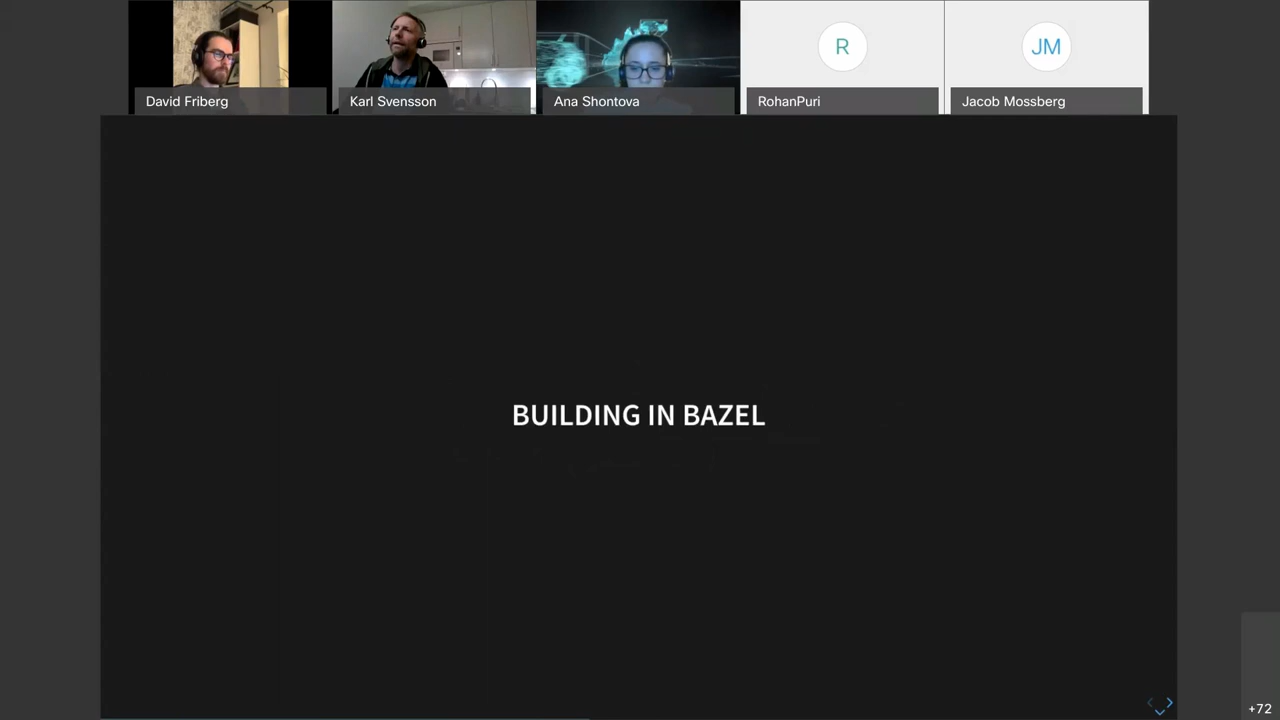 David Friberg
Karl Svensson
Ana Shontova
R
RohanPuri
JM
Jacob Mossberg
BUILDING IN BAZEL
+72